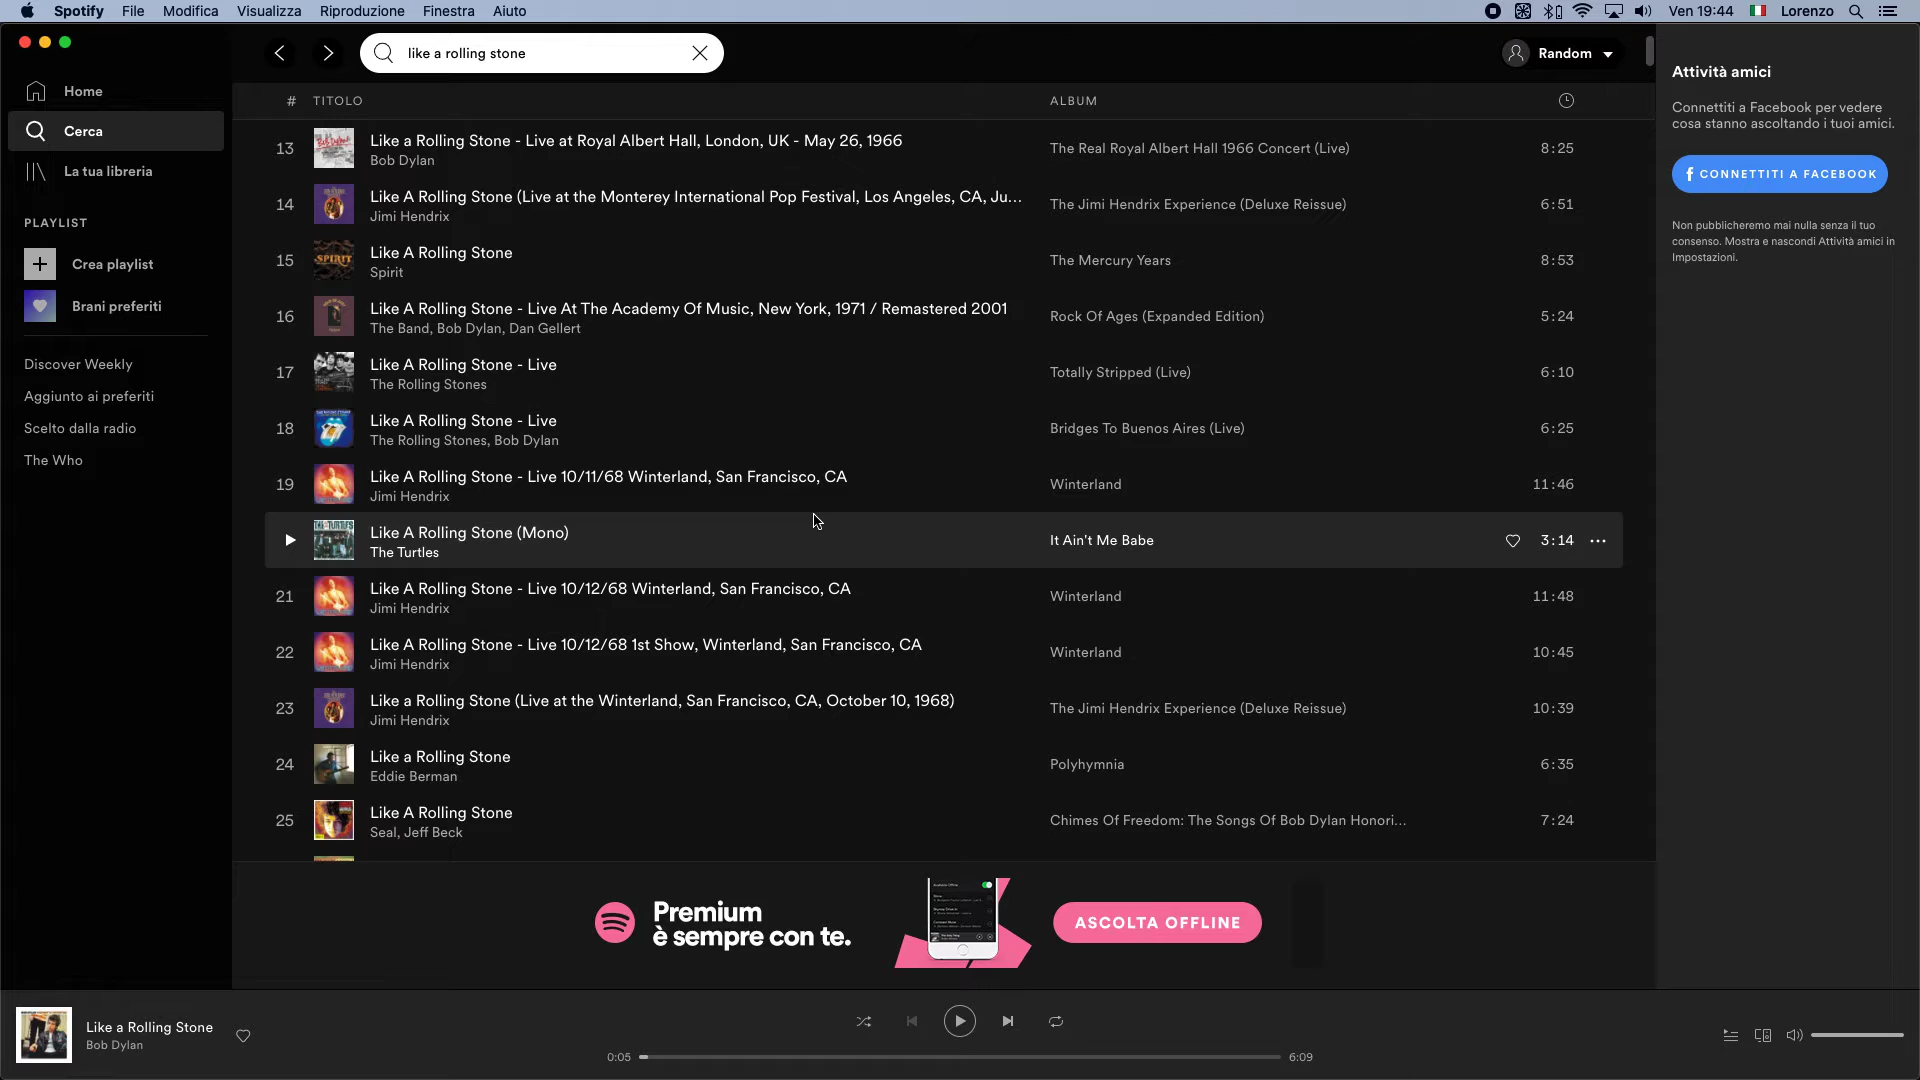 Spotify File Modifica Visualizza Riproduzione Finestra Aiuto Ven 19:44 Lorenzo
like a rolling stone
Random
Home
Cerca
La tua libreria
PLAYLIST
Crea playlist
Brani preferiti
Discover Weekly
Aggiunto ai preferiti
Scelto dalla radio
The Who
# TITOLO ALBUM
13 Like a Rolling Stone - Live at Royal Albert Hall, London, UK - May 26, 1966
Bob Dylan
The Real Royal Albert Hall 1966 Concert (Live) 8:25
14 Like A Rolling Stone (Live at the Monterey International Pop Festival, Los Angeles, CA, Ju...
Jimi Hendrix
The Jimi Hendrix Experience (Deluxe Reissue) 6:51
15 Like A Rolling Stone
Spirit
The Mercury Years 8:53
16 Like A Rolling Stone - Live At The Academy Of Music, New York, 1971 / Remastered 2001
The Band, Bob Dylan, Dan Gellert
Rock Of Ages (Expanded Edition) 5:24
17 Like A Rolling Stone - Live
The Rolling Stones
Totally Stripped (Live) 6:10
18 Like A Rolling Stone - Live
The Rolling Stones, Bob Dylan
Bridges To Buenos Aires (Live) 6:25
19 Like A Rolling Stone - Live 10/11/68 Winterland, San Francisco, CA
Jimi Hendrix
Winterland 11:46
Like A Rolling Stone (Mono)
The Turtles
It Ain't Me Babe 3:14
21 Like A Rolling Stone - Live 10/12/68 Winterland, San Francisco, CA
Jimi Hendrix
Winterland 11:48
22 Like A Rolling Stone - Live 10/12/68 1st Show, Winterland, San Francisco, CA
Jimi Hendrix
Winterland 10:45
23 Like a Rolling Stone (Live at the Winterland, San Francisco, CA, October 10, 1968)
Jimi Hendrix
The Jimi Hendrix Experience (Deluxe Reissue) 10:39
24 Like a Rolling Stone
Eddie Berman
Polyhymnia 6:35
25 Like A Rolling Stone
Seal, Jeff Beck
Chimes Of Freedom: The Songs Of Bob Dylan Honori... 7:24
Attività amici
Connettiti a Facebook per vedere
cosa stanno ascoltando i tuoi amici.
CONNETTITI A FACEBOOK
Non pubblicheremo mai nulla senza il tuo
consenso. Mostra e nascondi Attività amici in
Impostazioni.
Premium
è sempre con te.
ASCOLTA OFFLINE
Like a Rolling Stone
Bob Dylan
0:05 6:09